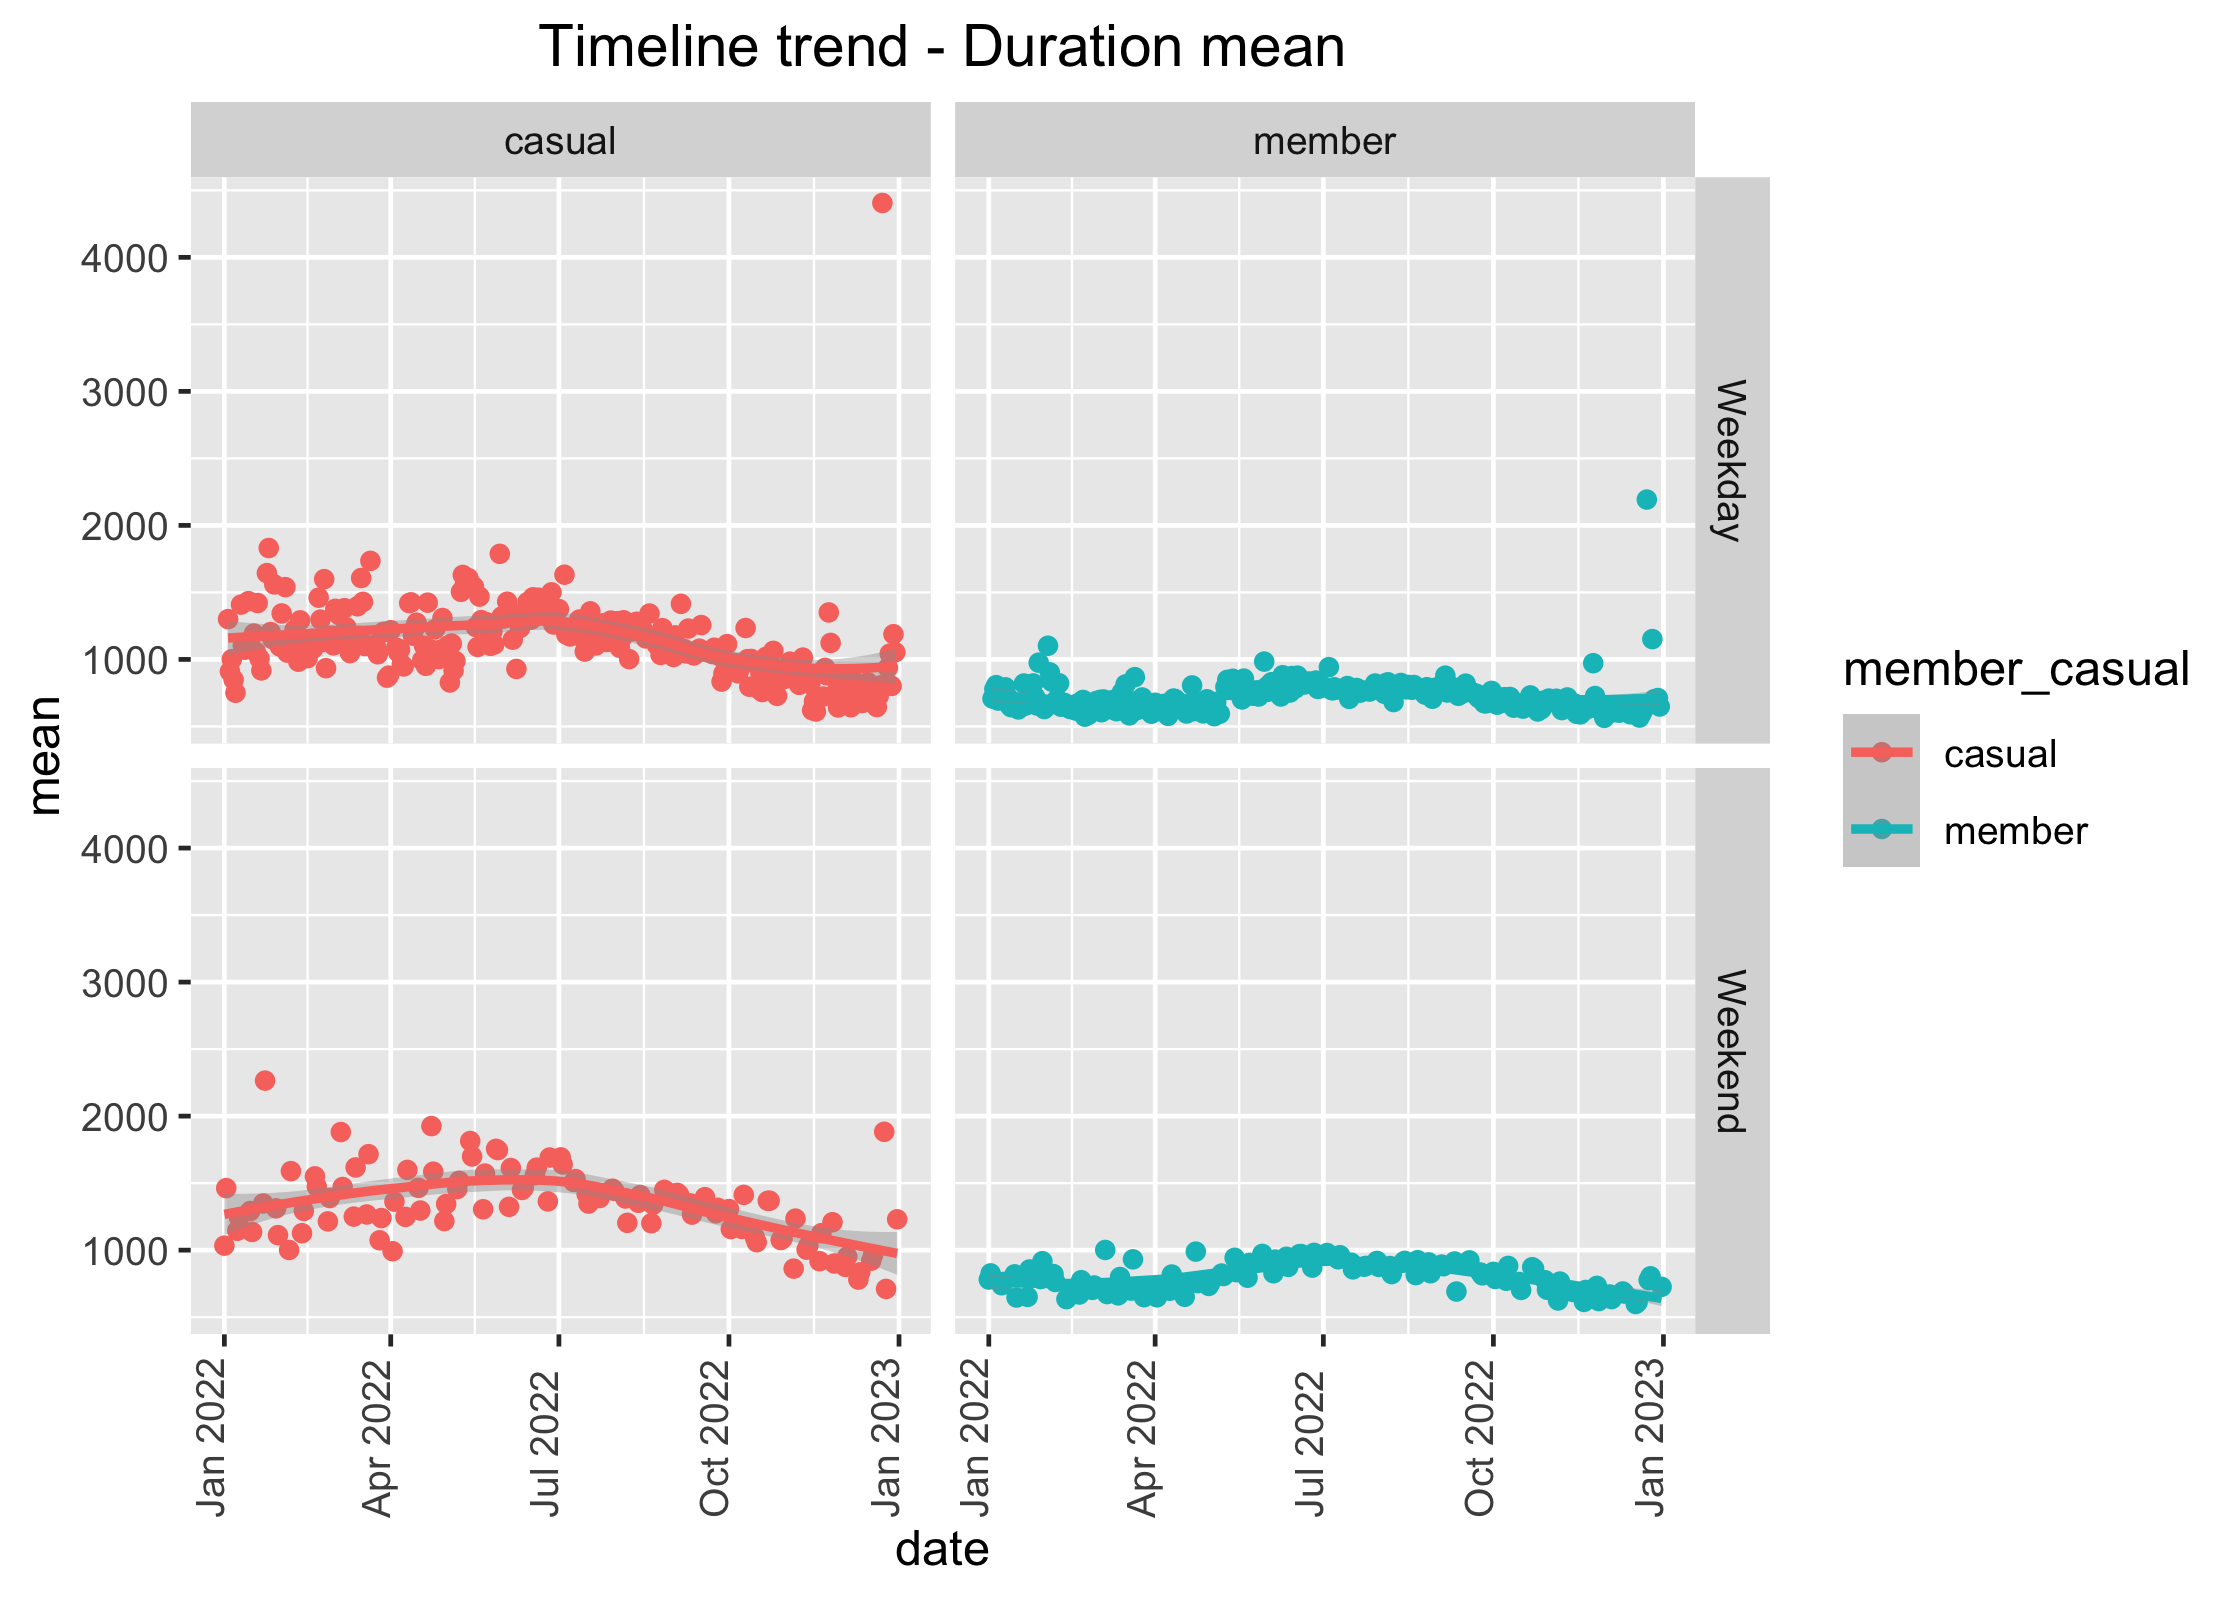 Timeline trend - Duration mean
casual
member
4000
3000
2000
1000
Weekday
4000
3000
2000
1000
Weekend
mean
Jan 2022
Apr 2022
Jul 2022
Oct 2022
Jan 2023
Jan 2022
Apr 2022
Jul 2022
Oct 2022
Jan 2023
date
member_casual
casual
member